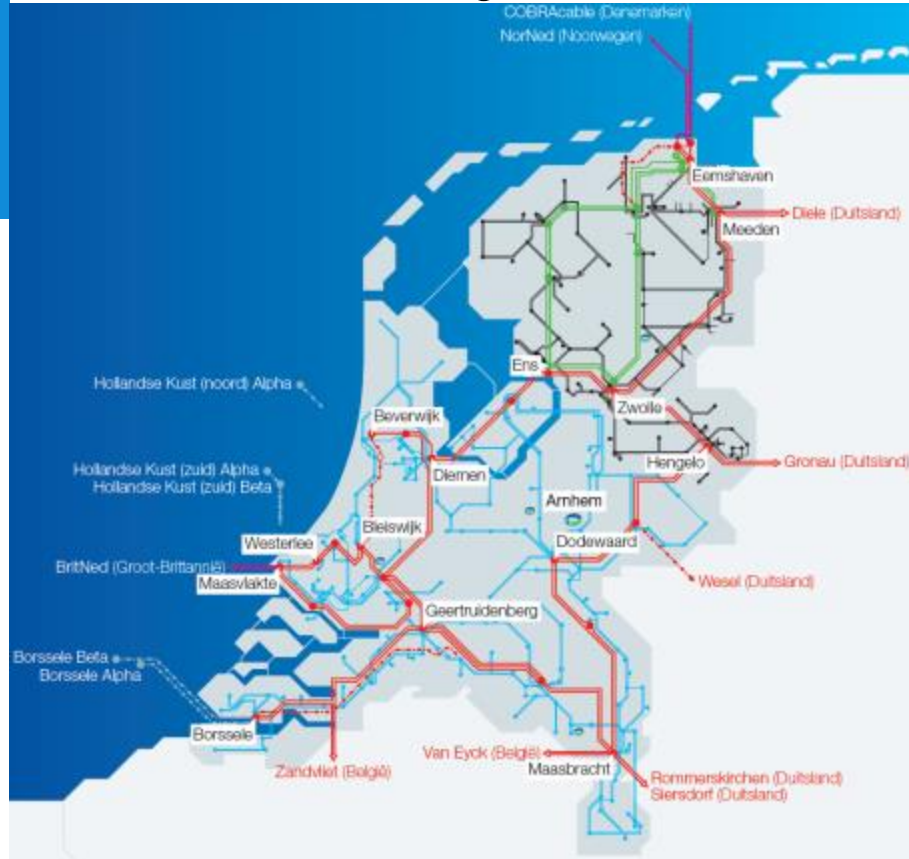 COBRAcable (Denemarken)
NorNed (Noorwegen)
Eemshaven
Diele (Duitsland)
Meeden
Ens
Hollandse Kust (noord) Alpha
Zwolle
Beverwijk
Hengelo
Gronau (Duitsland)
Diemen
Hollandse Kust (zuid) Alpha
Hollandse Kust (zuid) Beta
Arnhem
Bleiswijk
Westerlee
Dodewaard
BritNed (Groot-Brittannië)
Maasvlakte
Wesel (Duitsland)
Geertruidenberg
Borssele Beta
Borssele Alpha
Borssele
Van Eyck (België)
Zandvliet (België)
Maasbracht
Rommerskirchen (Duitsland)
Siersdorf (Duitsland)